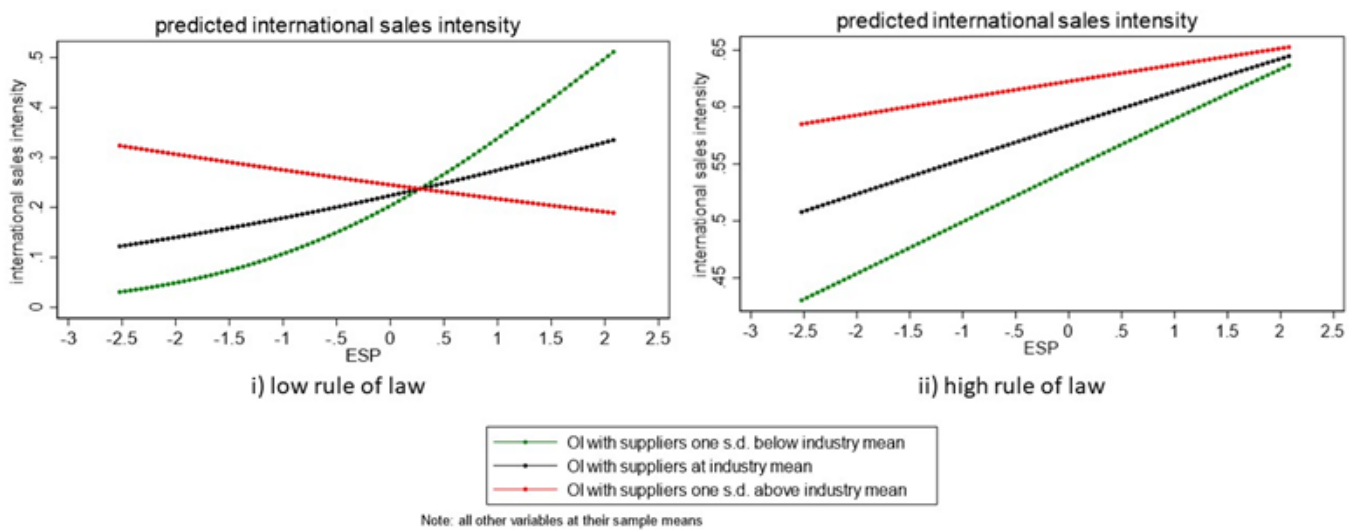 predicted international sales intensity
international sales intensity
.5
.4
.3
.2
.1
0
-3 -2.5 -2 -1.5 -1 -.5 0 .5 1 1.5 2 2.5
ESP
i) low rule of law
predicted international sales intensity
international sales intensity
.65
.6
.55
.5
.45
-3 -2.5 -2 -1.5 -1 -.5 0 .5 1 1.5 2 2.5
ESP
ii) high rule of law
OI with suppliers one s.d. below industry mean
OI with suppliers at industry mean
OI with suppliers one s.d. above industry mean
Note: all other variables at their sample means